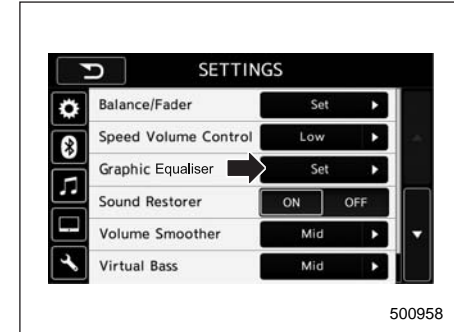 SETTINGS
Balance/Fader Set
Speed Volume Control Low
Graphic Equaliser Set
Sound Restorer ON OFF
Volume Smoother Mid
Virtual Bass Mid
500958